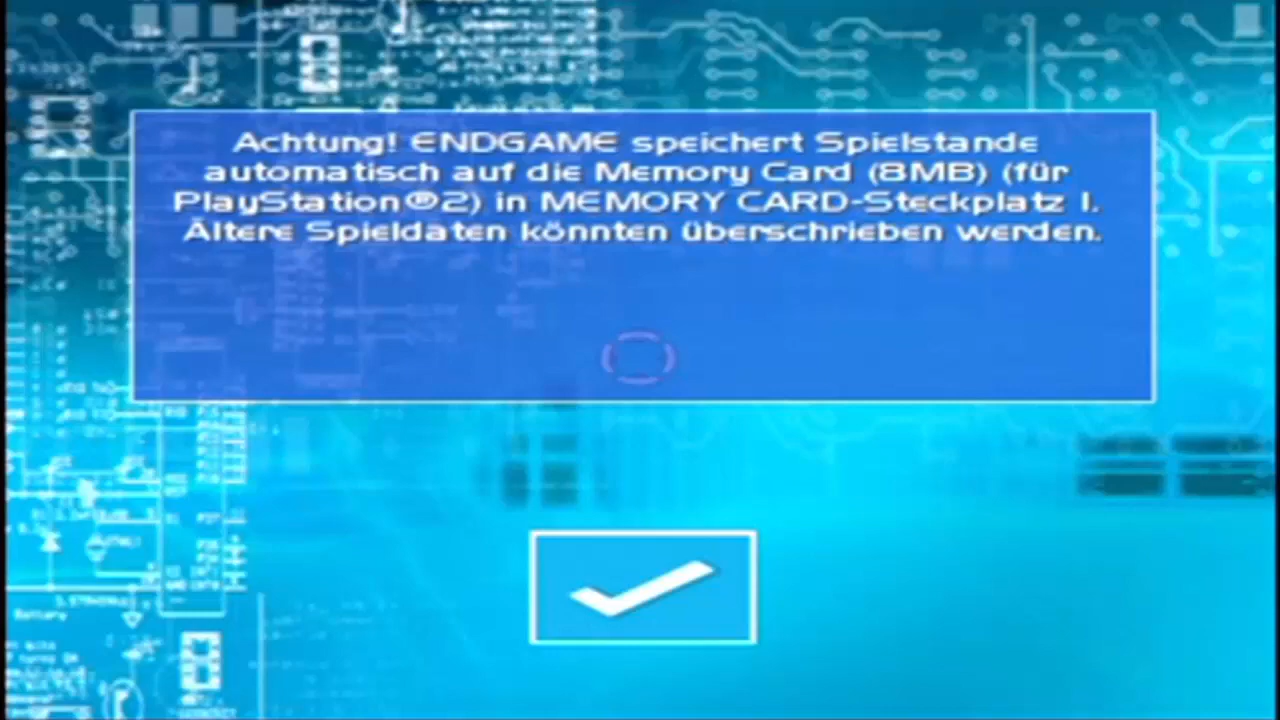 Achtung! ENDGAME speichert Spielstande
automatisch auf die Memory Card (8MB) (für
PlayStation®2) in MEMORY CARD-Steckplatz 1.
Ältere Spieldaten könnten überschrieben werden.
Battery